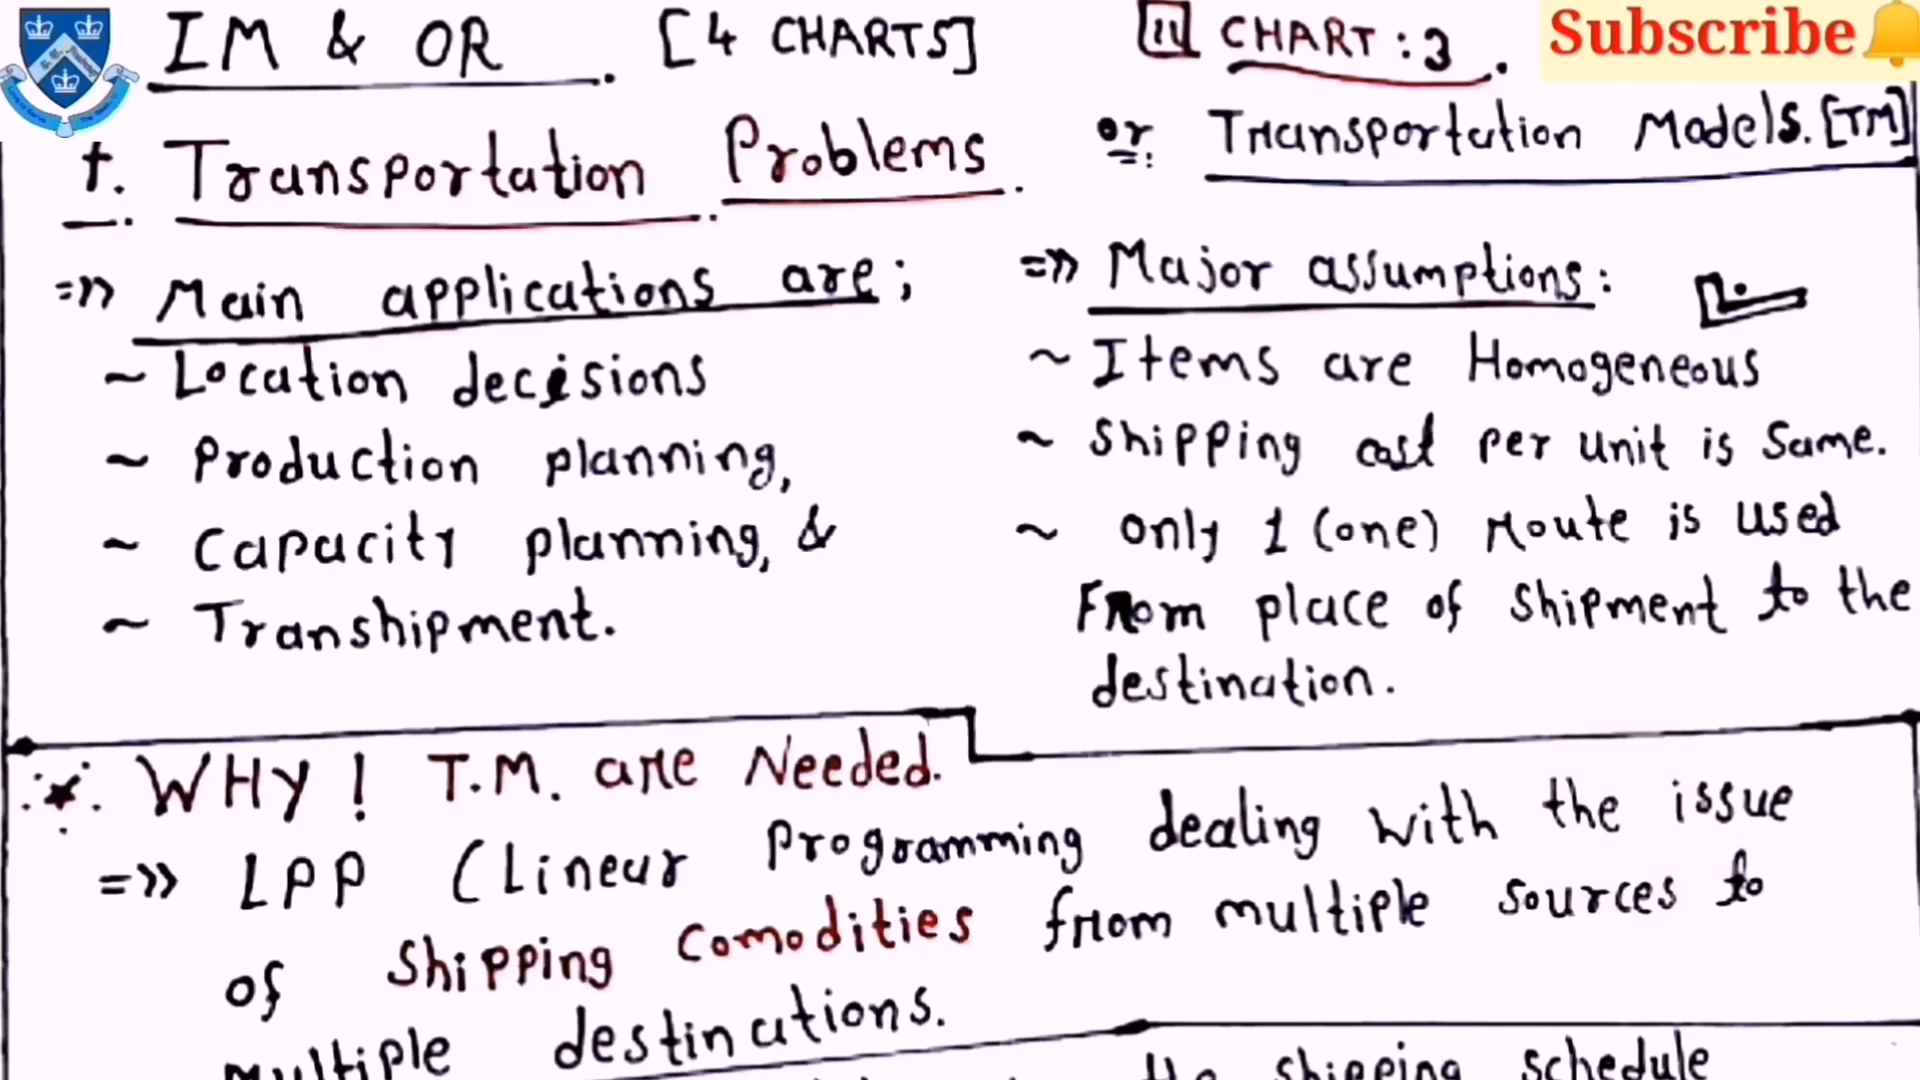 IM & OR . [4 CHARTS]
11 CHART : 3 .
Subscribe
†. Transportation Problems . or Transportation Models. [TM]
=>> Main applications are ;
~ Location decisions
~ Production planning,
~ Capacity planning, &
~ Transhipment.
=>> Major assumptions :
~ Items are Homogeneous
~ Shipping cost per unit is Same.
~ only 1 (one) Route is used
From place of Shipment to the
destination.
WHY ! T.M. are Needed.
=>> LPP (Linear Programming dealing with the issue
of Shipping Comodities from multiple sources to
multiple destinations.
shipping schedule